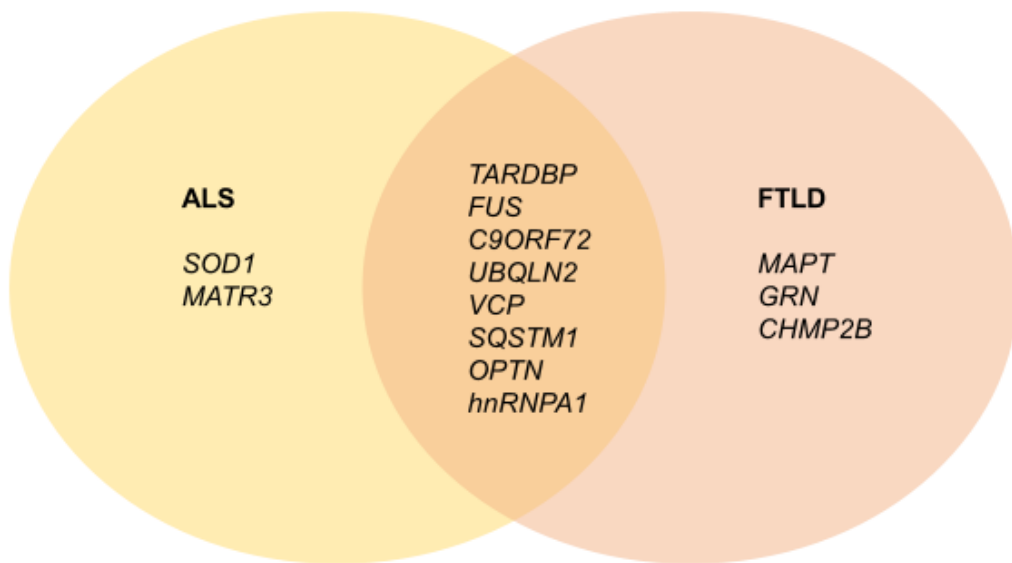 ALS
SOD1
MATR3
TARDBP
FUS
C9ORF72
UBQLN2
VCP
SQSTM1
OPTN
hnRNPA1
FTLD
MAPT
GRN
CHMP2B